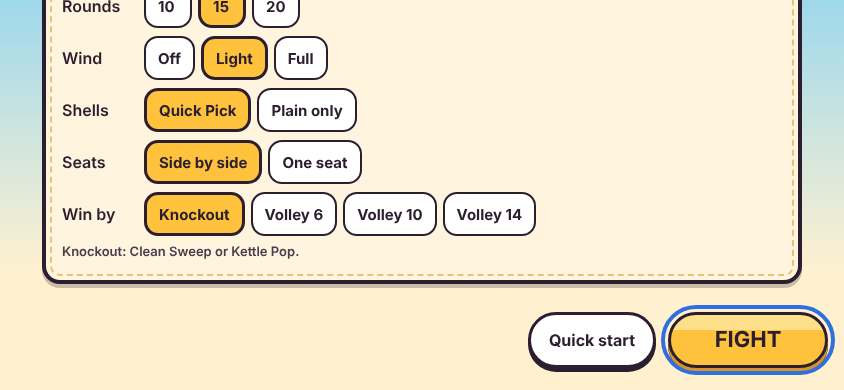 Rounds 10 15 20
Wind Off Light Full
Shells Quick Pick Plain only
Seats Side by side One seat
Win by Knockout Volley 6 Volley 10 Volley 14
Knockout: Clean Sweep or Kettle Pop.
Quick start FIGHT